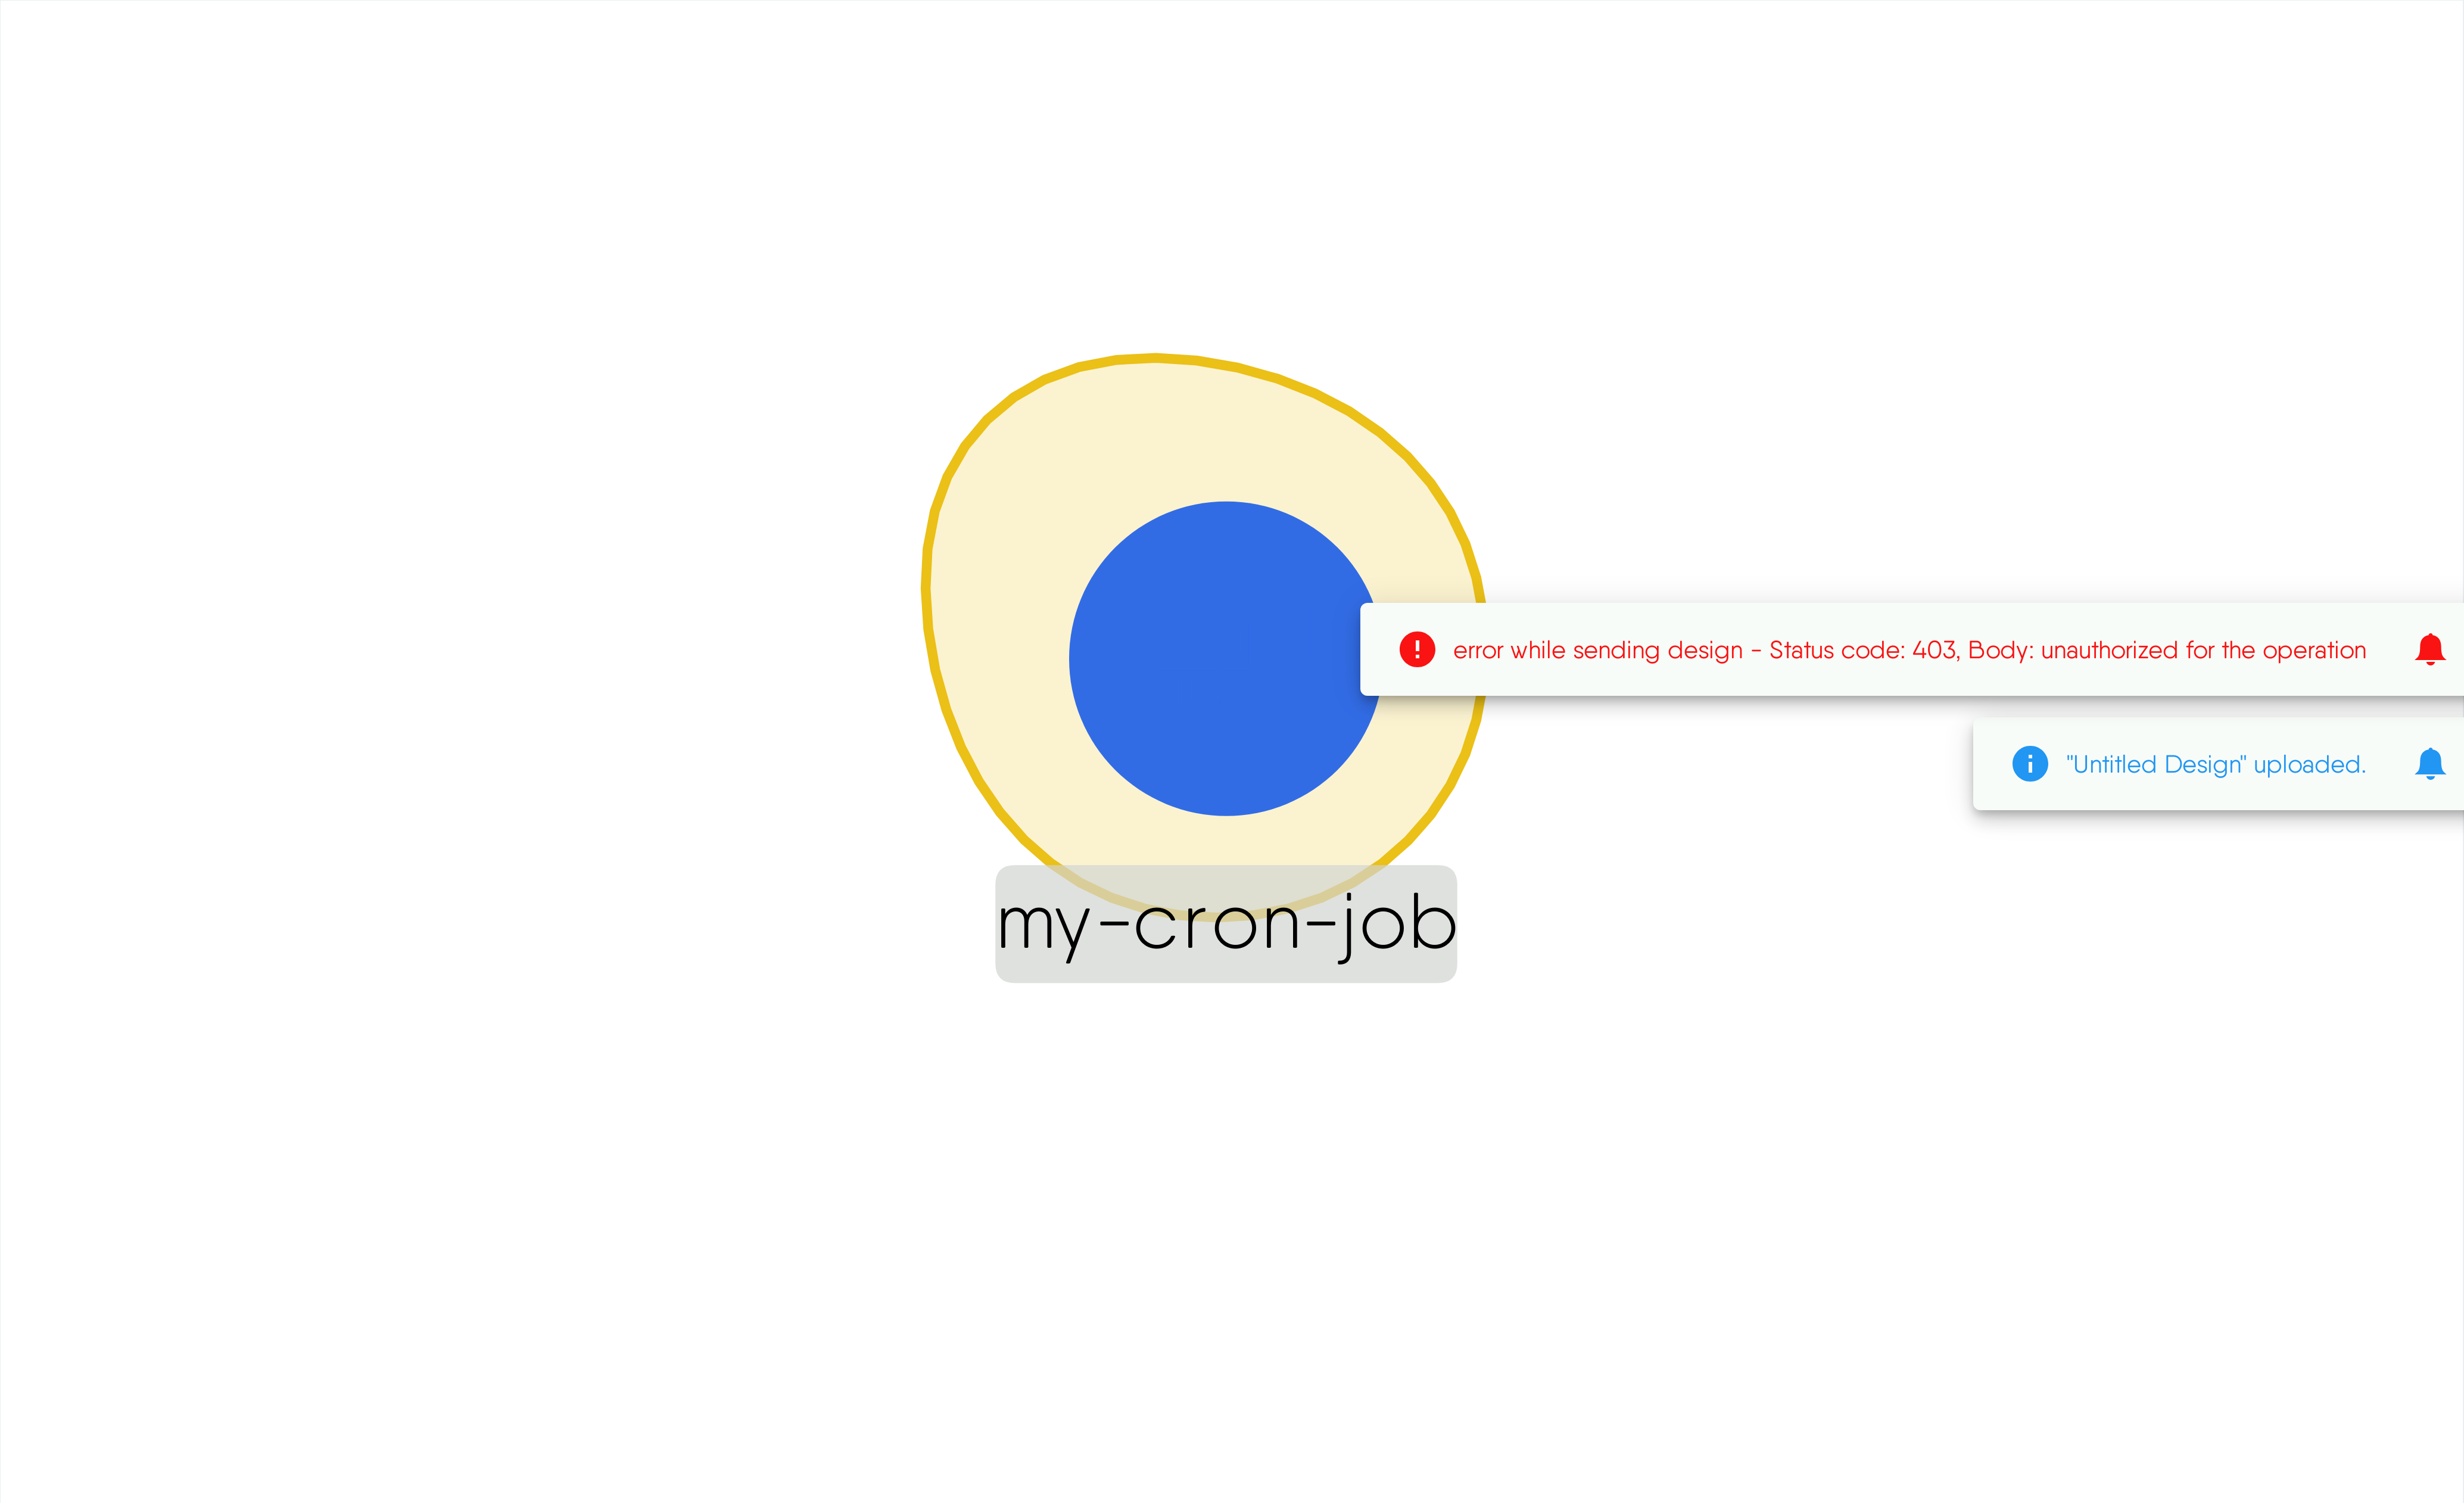 error while sending design - Status code: 403, Body: unauthorized for the operation
"Untitled Design" uploaded.
my-cron-job